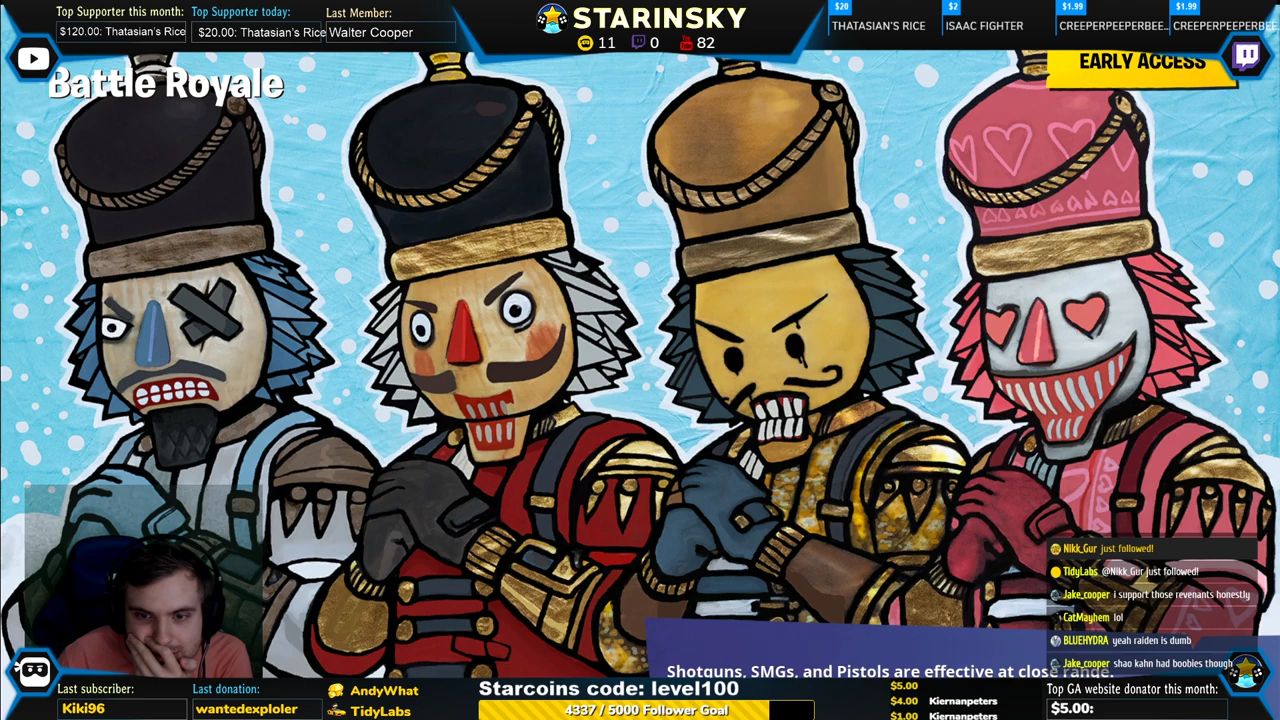 Top Supporter this month:
$120.00: Thatasian's Rice
Top Supporter today:
$20.00: Thatasian's Rice
Last Member:
Walter Cooper
STARINSKY
11 0 82
$20
THATASIAN'S RICE
$2
ISAAC FIGHTER
$1.99
CREEPERPEEPERBEE...
$1.99
CREEPERPEEPERBEE
Battle Royale
EARLY ACCESS
Nikk_Gur just followed!
TidyLabs @Nikk_Gur just followed!
Jake_cooper i support those revenants honestly
CatMayhem lol
BLUEHYDRA yeah raiden is dumb
Jake_cooper shao kahn had boobies though
Shotguns, SMGs, and Pistols are effective at close range.
Last subscriber:
Kiki96
Last donation:
wantedexploler
AndyWhat
TidyLabs
Starcoins code: level100
4337 / 5000 Follower Goal
$5.00
$4.00 Kiernanpeters
$1.00 Kiernanpeters
Top GA website donator this month:
$5.00: